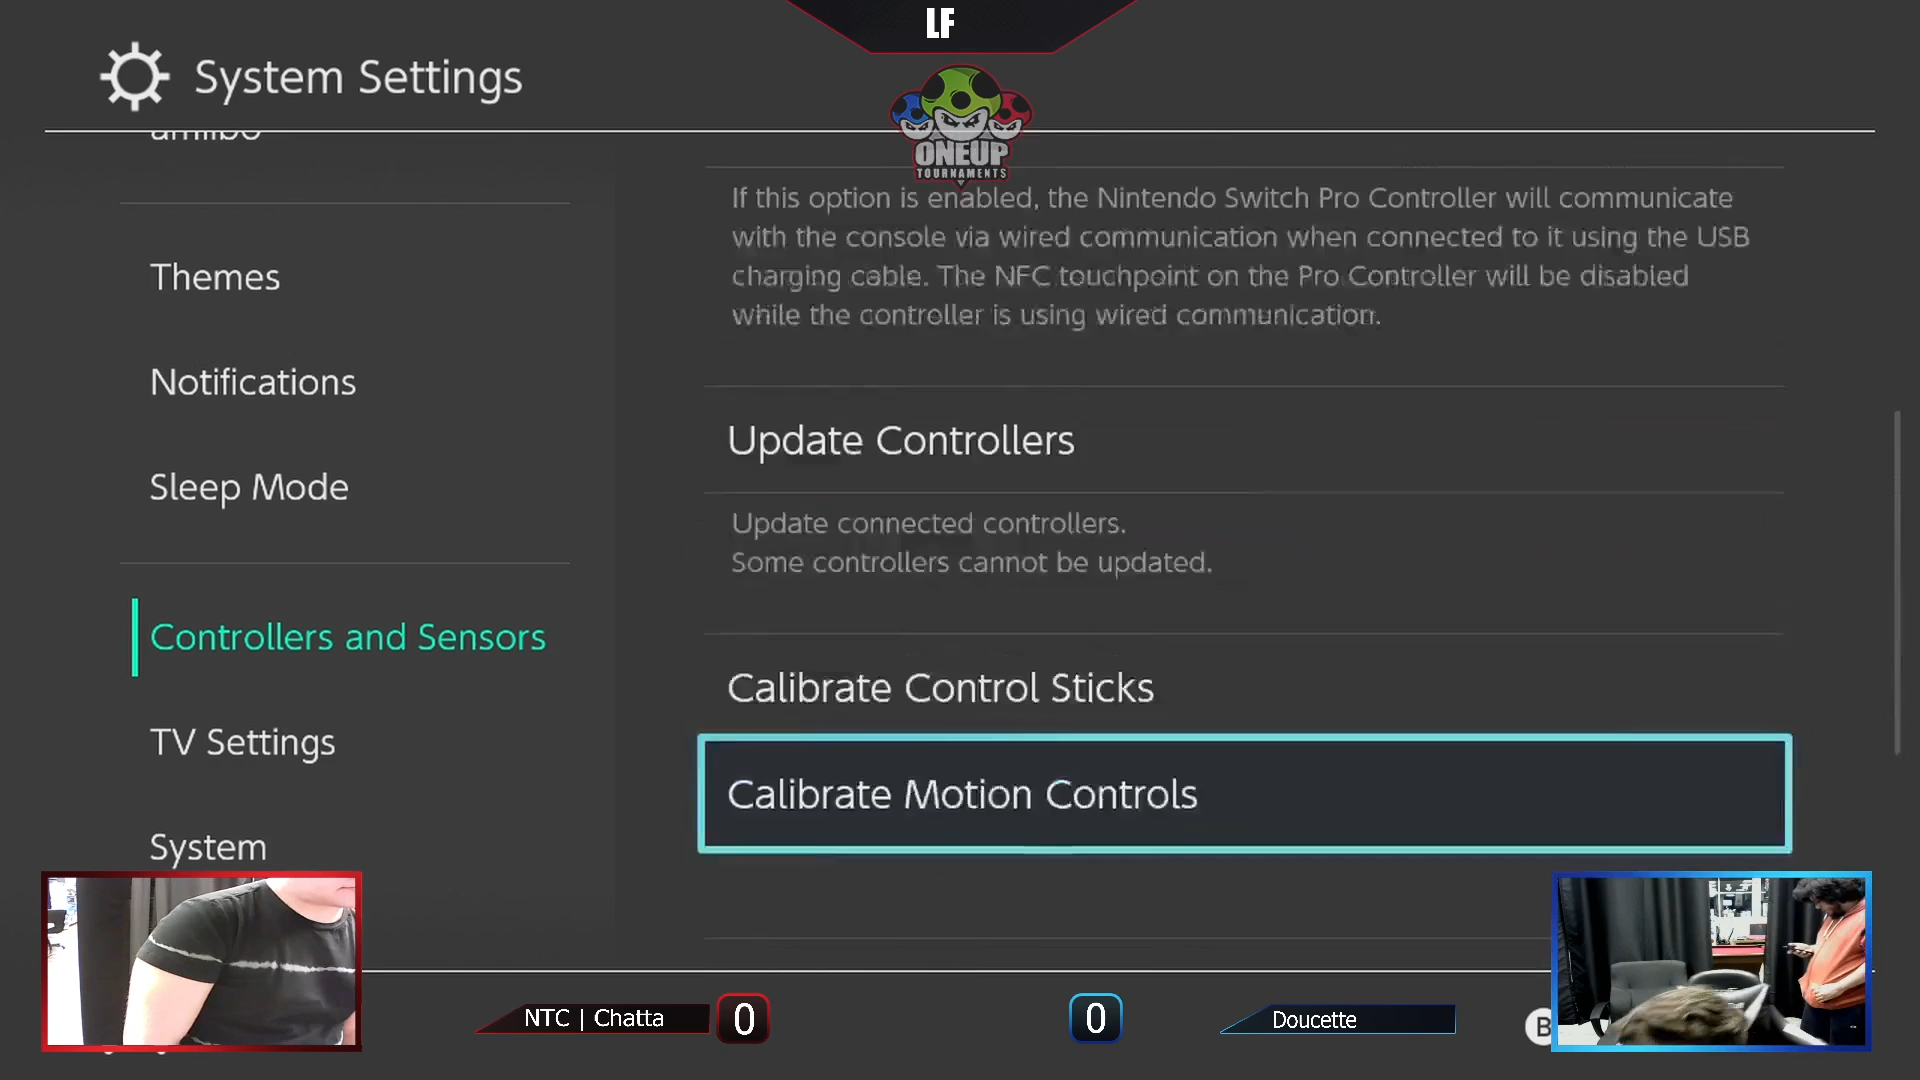 LF
System Settings
amiibo
ONEUP
TOURNAMENTS
If this option is enabled, the Nintendo Switch Pro Controller will communicate
with the console via wired communication when connected to it using the USB
charging cable. The NFC touchpoint on the Pro Controller will be disabled
while the controller is using wired communication.
Themes
Notifications
Update Controllers
Sleep Mode
Update connected controllers.
Some controllers cannot be updated.
Controllers and Sensors
Calibrate Control Sticks
TV Settings
Calibrate Motion Controls
System
NTC | Chatta
0
0
Doucette
B